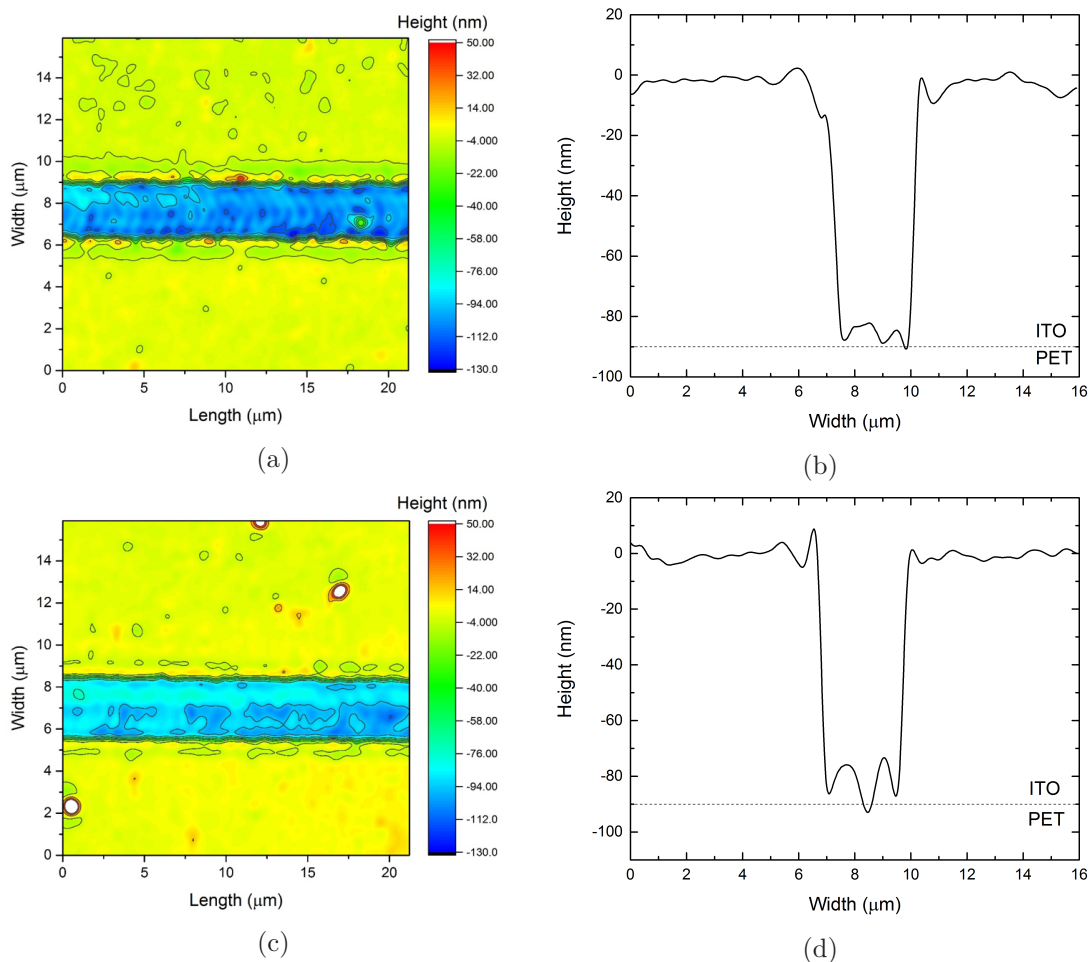 Height (nm)
50.00
32.00
14.00
-4.000
-22.00
-40.00
-58.00
-76.00
-94.00
-112.0
-130.0
14
12
10
8
6
4
2
0
Width (μm)
0 5 10 15 20
Length (μm)
(a)
20
0
-20
-40
-60
-80
-100
Height (nm)
ITO
PET
0 2 4 6 8 10 12 14 16
Width (μm)
(b)
Height (nm)
50.00
32.00
14.00
-4.000
-22.00
-40.00
-58.00
-76.00
-94.00
-112.0
-130.0
14
12
10
8
6
4
2
0
Width (μm)
0 5 10 15 20
Length (μm)
(c)
20
0
-20
-40
-60
-80
-100
Height (nm)
ITO
PET
0 2 4 6 8 10 12 14 16
Width (μm)
(d)